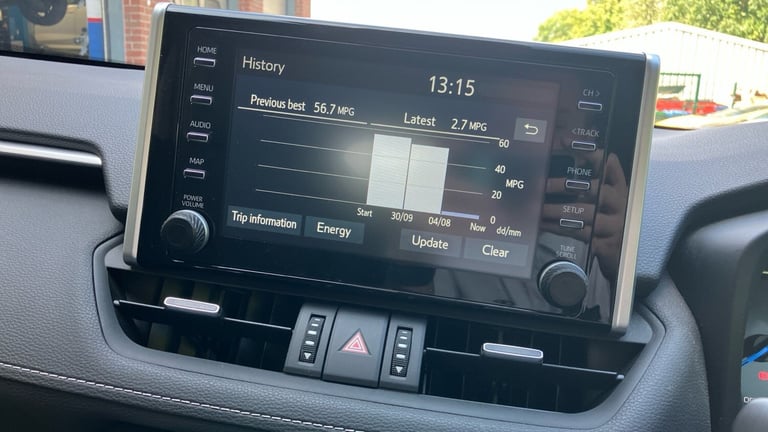 HOME
MENU
AUDIO
MAP
POWER
VOLUME
History
13:15
Previous best 56.7 MPG
Latest 2.7 MPG
60
40
MPG
20
0
Start 30/09 04/08 Now dd/mm
Trip information
Energy
Update
Clear
CH >
< TRACK
PHONE
SETUP
TUNE
SCROLL